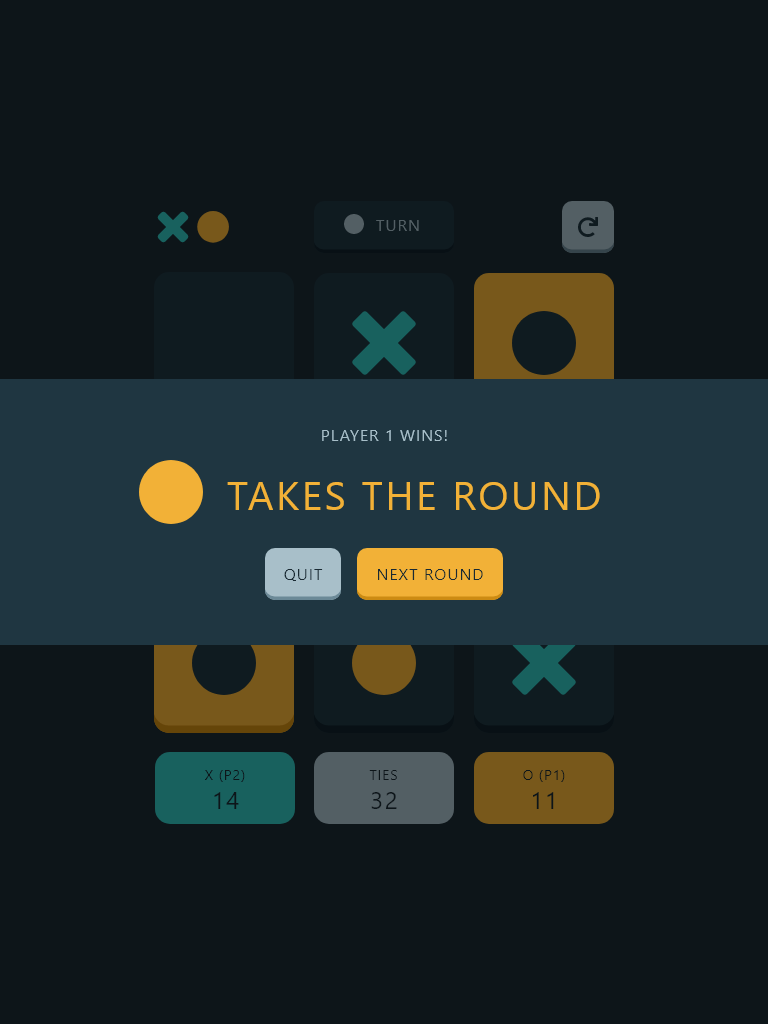 TURN
PLAYER 1 WINS!
TAKES THE ROUND
QUIT
NEXT ROUND
X (P2)
14
TIES
32
O (P1)
11